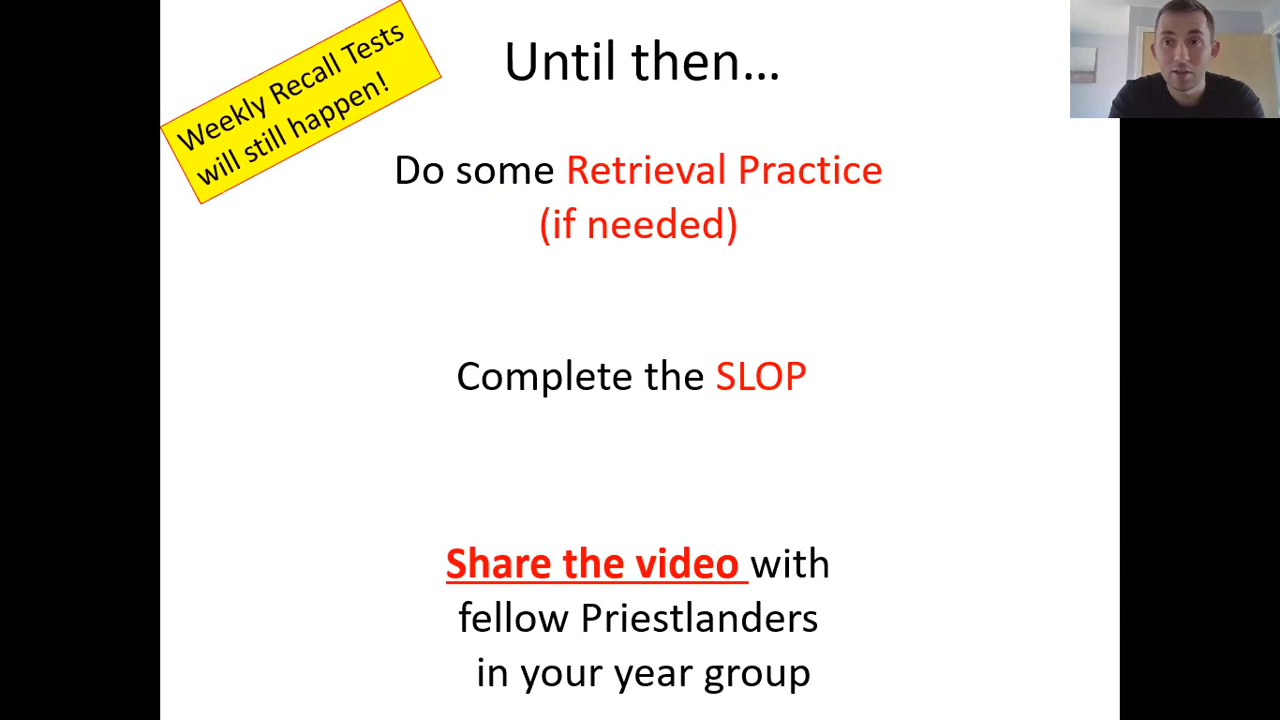 Weekly Recall Tests
will still happen!
Until then…
Do some Retrieval Practice
(if needed)
Complete the SLOP
Share the video with
fellow Priestlanders
in your year group